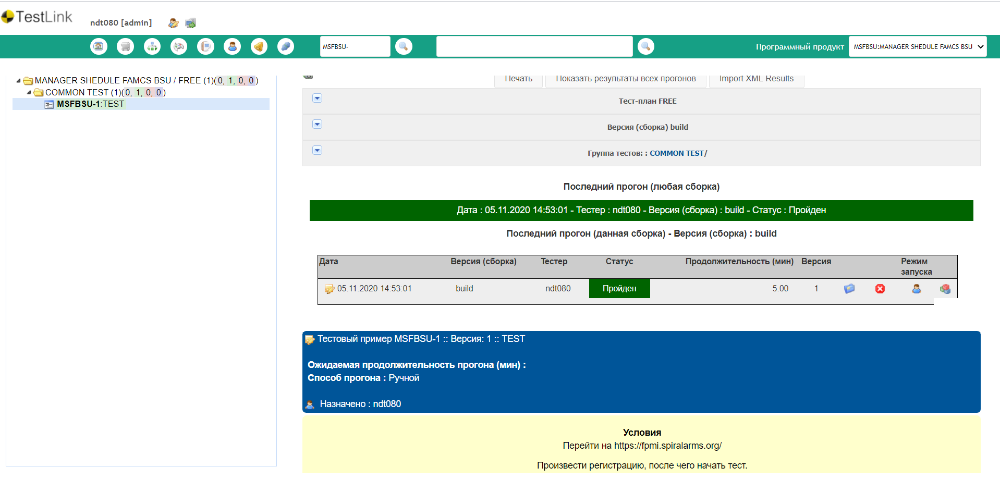 TestLink
ndt080 [admin]
MSFBSU-
Программный продукт
MSFBSU:MANAGER SHEDULE FAMCS BSU
MANAGER SHEDULE FAMCS BSU / FREE (1)(0, 1, 0, 0)
COMMON TEST (1)(0, 1, 0, 0)
MSFBSU-1:TEST
Печать
Показать результаты всех прогонов
Import XML Results
Тест-план FREE
Версия (сборка) build
Группа тестов: : COMMON TEST/
Последний прогон (любая сборка)
Дата : 05.11.2020 14:53:01 - Тестер : ndt080 - Версия (сборка) : build - Статус : Пройден
Последний прогон (данная сборка) - Версия (сборка) : build
Дата Версия (сборка) Тестер Статус Продолжительность (мин) Версия Режим
запуска
05.11.2020 14:53:01 build ndt080 Пройден 5.00 1
Тестовый пример MSFBSU-1 :: Версия: 1 :: TEST
Ожидаемая продолжительность прогона (мин) :
Способ прогона : Ручной
Назначено : ndt080
Условия
Перейти на https://fpmi.spiralarms.org/
Произвести регистрацию, после чего начать тест.